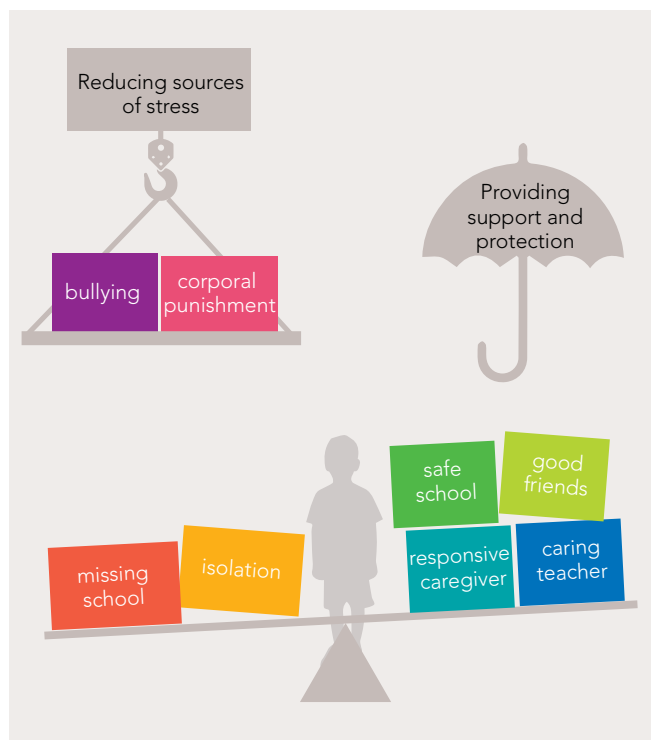 Reducing sources
of stress
Providing
support and
protection
bullying
corporal
punishment
safe
school
good
friends
missing
school
isolation
responsive
caregiver
caring
teacher